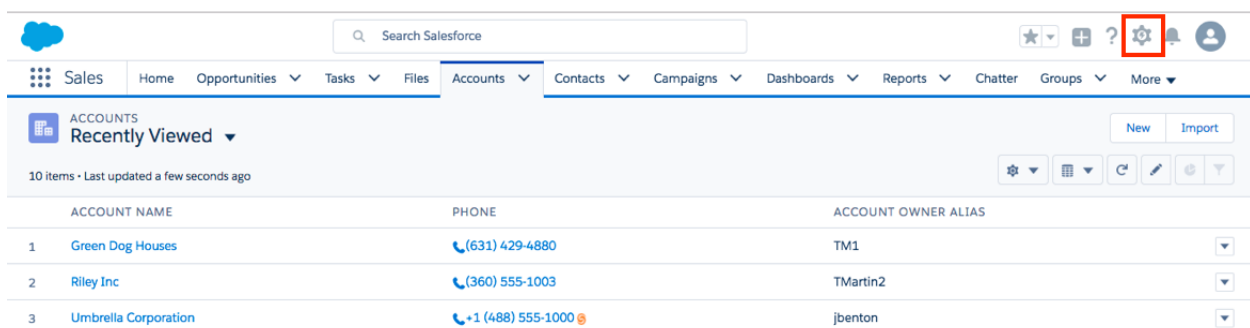 Search Salesforce
Sales Home Opportunities Tasks Files Accounts Contacts Campaigns Dashboards Reports Chatter Groups More
ACCOUNTS
Recently Viewed
New Import
10 items • Last updated a few seconds ago
ACCOUNT NAME PHONE ACCOUNT OWNER ALIAS
1 Green Dog Houses (631) 429-4880 TM1
2 Riley Inc (360) 555-1003 TMartin2
3 Umbrella Corporation +1 (488) 555-1000 jbenton